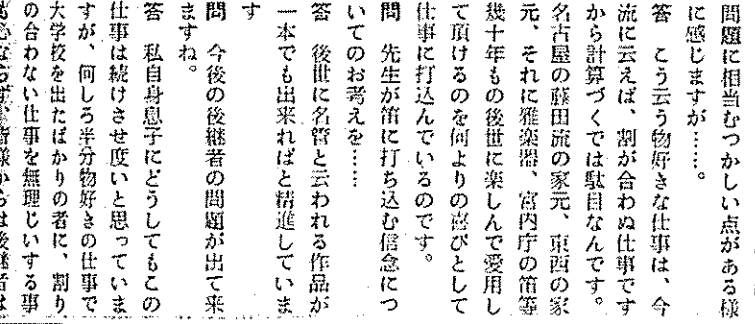 問題に相当むつかしい点がある様
に感じますが……。
答　こう云う物好きな仕事は、今
流に云えば、割が合わぬ仕事です
から計算づくでは駄目なんです。
名古屋の藤田流の家元、東西の家
元、それに雅楽器、宮内庁の笛等
幾十年もの後世に楽しんで愛用し
て頂けるのを何よりの喜びとして
仕事に打込んでいるのです。
問　先生が笛に打ち込む信念につ
いてのお考えを……
答　後世に名管と云われる作品が
一本でも出来ればと精進していま
す
問　今後の後継者の問題が出て来
ますね。
答　私自身息子にどうしてもこの
仕事は続けさせ度いと思っていま
すが、何しろ半分物好きの仕事で
大学校を出たばかりの者に、割り
の合わない仕事を無理じいする事
もならず、皆様からは後継者は